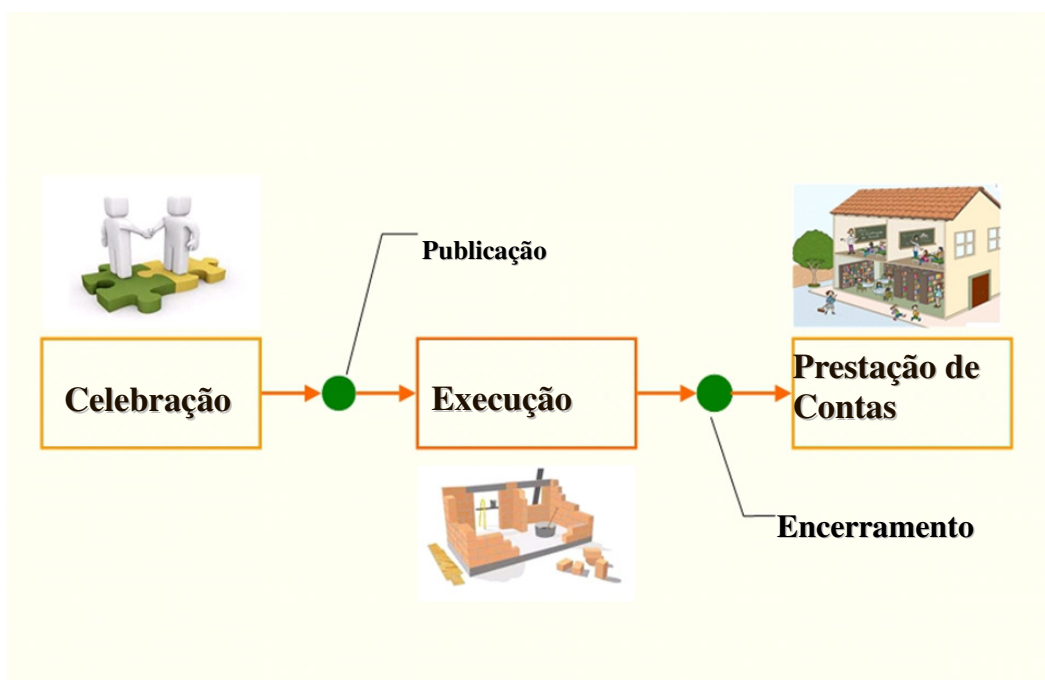 Publicação
Celebração
Execução
Prestação de
Contas
Encerramento